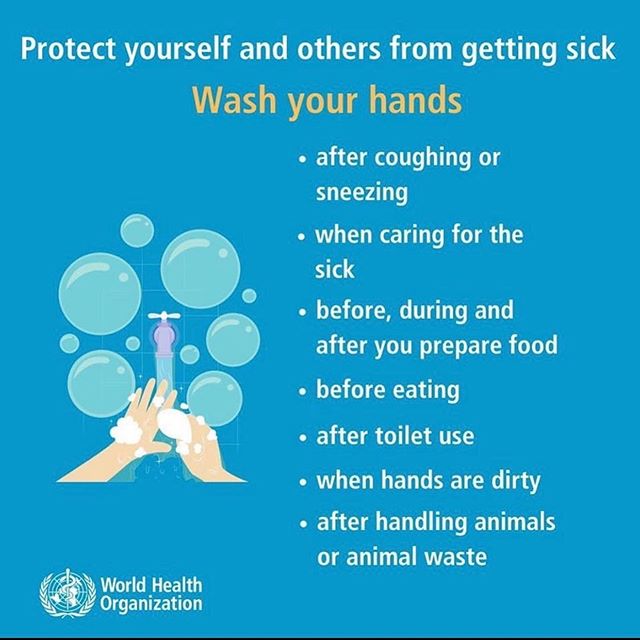 Protect yourself and others from getting sick
Wash your hands
• after coughing or
sneezing
• when caring for the
sick
• before, during and
after you prepare food
• before eating
• after toilet use
• when hands are dirty
• after handling animals
or animal waste
World Health
Organization